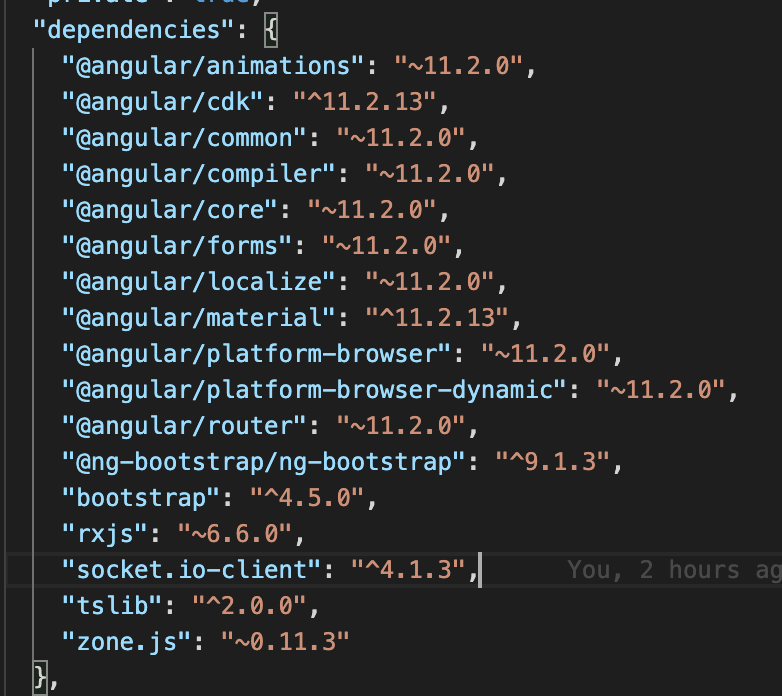 "private": true,
"dependencies": {
"@angular/animations": "~11.2.0",
"@angular/cdk": "^11.2.13",
"@angular/common": "~11.2.0",
"@angular/compiler": "~11.2.0",
"@angular/core": "~11.2.0",
"@angular/forms": "~11.2.0",
"@angular/localize": "~11.2.0",
"@angular/material": "^11.2.13",
"@angular/platform-browser": "~11.2.0",
"@angular/platform-browser-dynamic": "~11.2.0",
"@angular/router": "~11.2.0",
"@ng-bootstrap/ng-bootstrap": "^9.1.3",
"bootstrap": "^4.5.0",
"rxjs": "~6.6.0",
"socket.io-client": "^4.1.3", You, 2 hours ag
"tslib": "^2.0.0",
"zone.js": "~0.11.3"
},